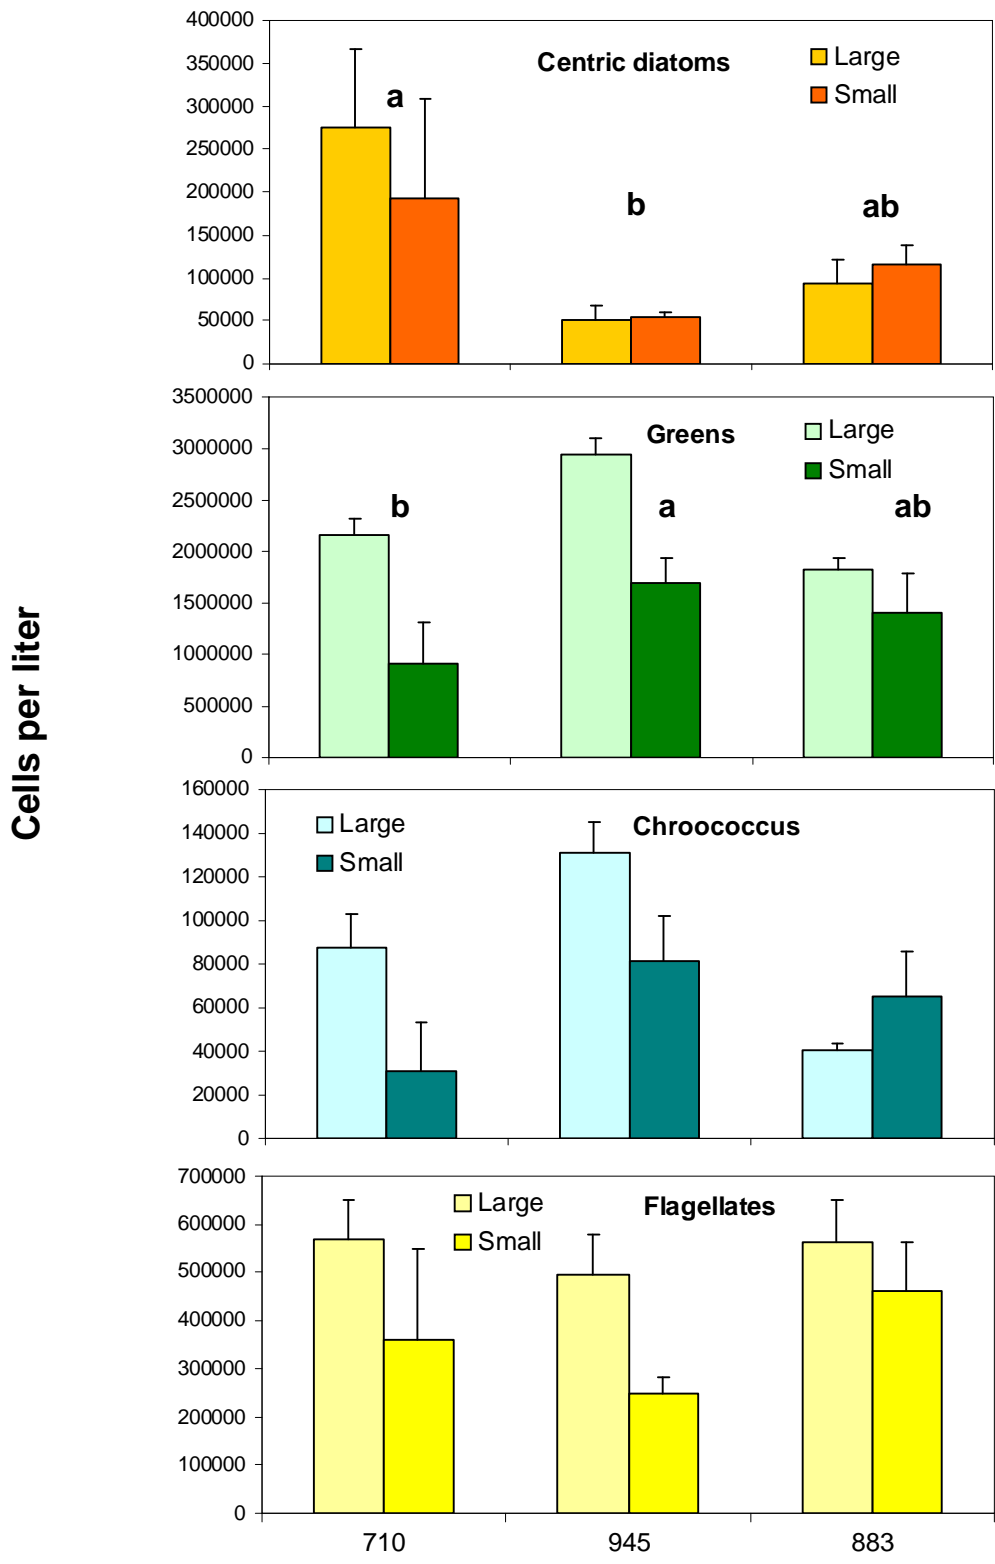 Cells per liter
400000
350000
300000
250000
200000
150000
100000
50000
0
Centric diatoms
Large
Small
a
b
ab
3500000
3000000
2500000
2000000
1500000
1000000
500000
0
Greens
Large
Small
b
a
ab
160000
140000
120000
100000
80000
60000
40000
20000
0
Large
Small
Chroococcus
700000
600000
500000
400000
300000
200000
100000
0
Large
Small
Flagellates
710
945
883